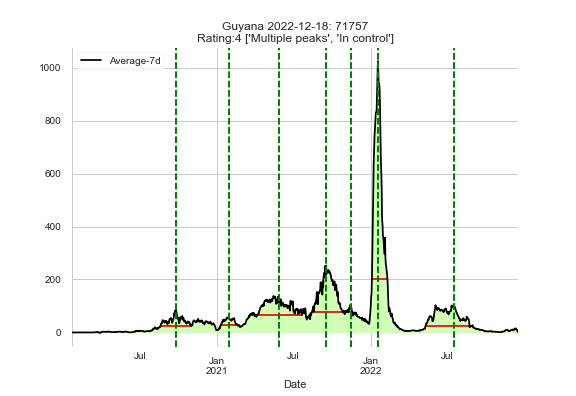 Guyana 2022-12-18: 71757
Rating:4 ['Multiple peaks', 'In control']
Average-7d
1000
800
600
400
200
0
Jul
Jan
2021
Jul
Jan
2022
Jul
Date